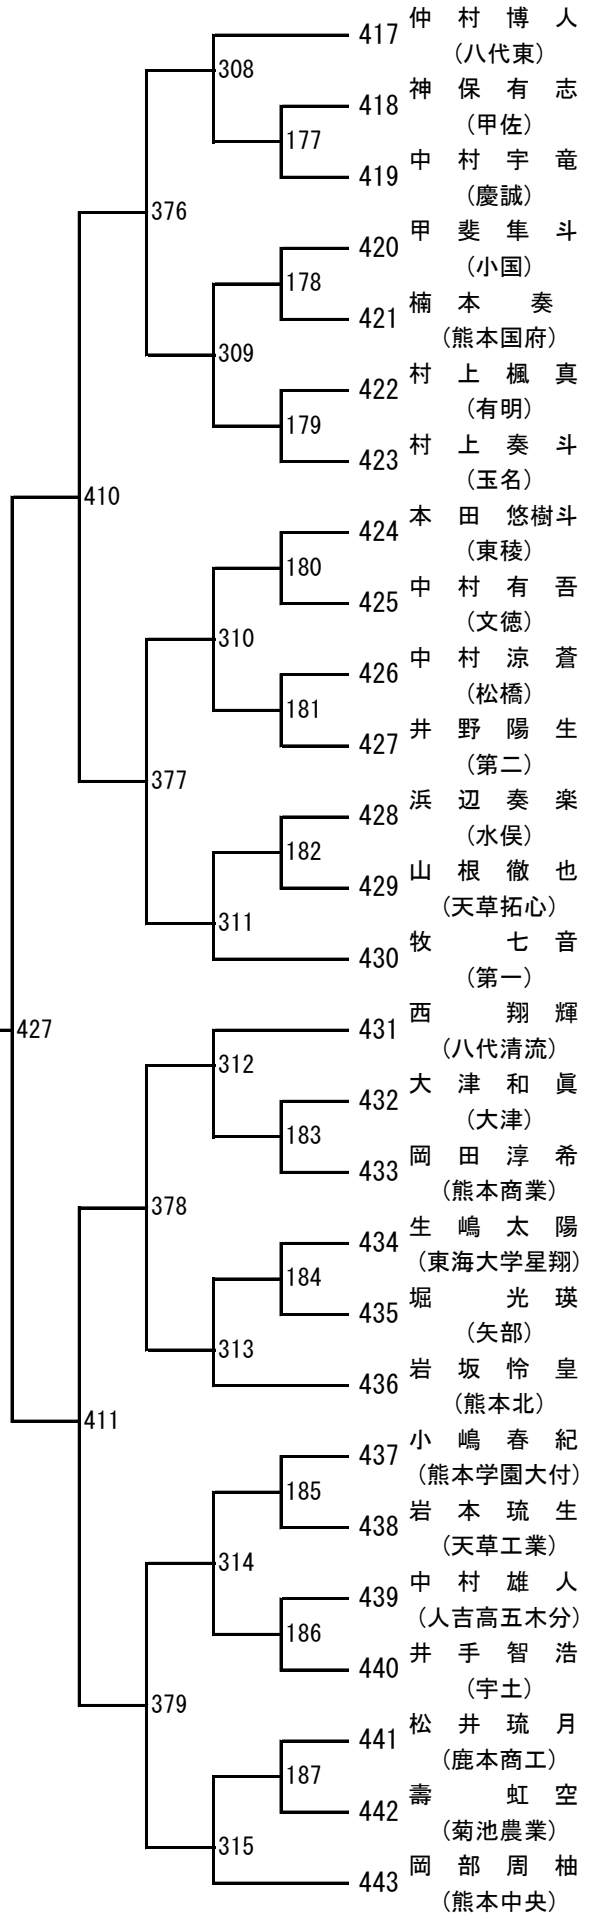 417 仲村博人
(八代東)
308
418 神保有志
(甲佐)
177
419 中村宇竜
(慶誠)
376
420 甲斐隼斗
(小国)
178
421 楠本奏
(熊本国府)
309
422 村上楓真
(有明)
179
423 村上奏斗
(玉名)
410
424 本田悠樹斗
(東稜)
180
425 中村有吾
(文徳)
310
426 中村涼蒼
(松橋)
181
427 井野陽生
(第二)
377
428 浜辺奏楽
(水俣)
182
429 山根徹也
(天草拓心)
311
430 牧七音
(第一)
427
431 西翔輝
(八代清流)
312
432 大津和眞
(大津)
183
433 岡田淳希
(熊本商業)
378
434 生嶋太陽
(東海大学星翔)
184
435 堀光瑛
(矢部)
313
436 岩坂怜皇
(熊本北)
411
437 小嶋春紀
(熊本学園大付)
185
438 岩本琉生
(天草工業)
314
439 中村雄人
(人吉高五木分)
186
440 井手智浩
(宇土)
379
441 松井琉月
(鹿本商工)
187
442 壽虹空
(菊池農業)
315
443 岡部周柚
(熊本中央)